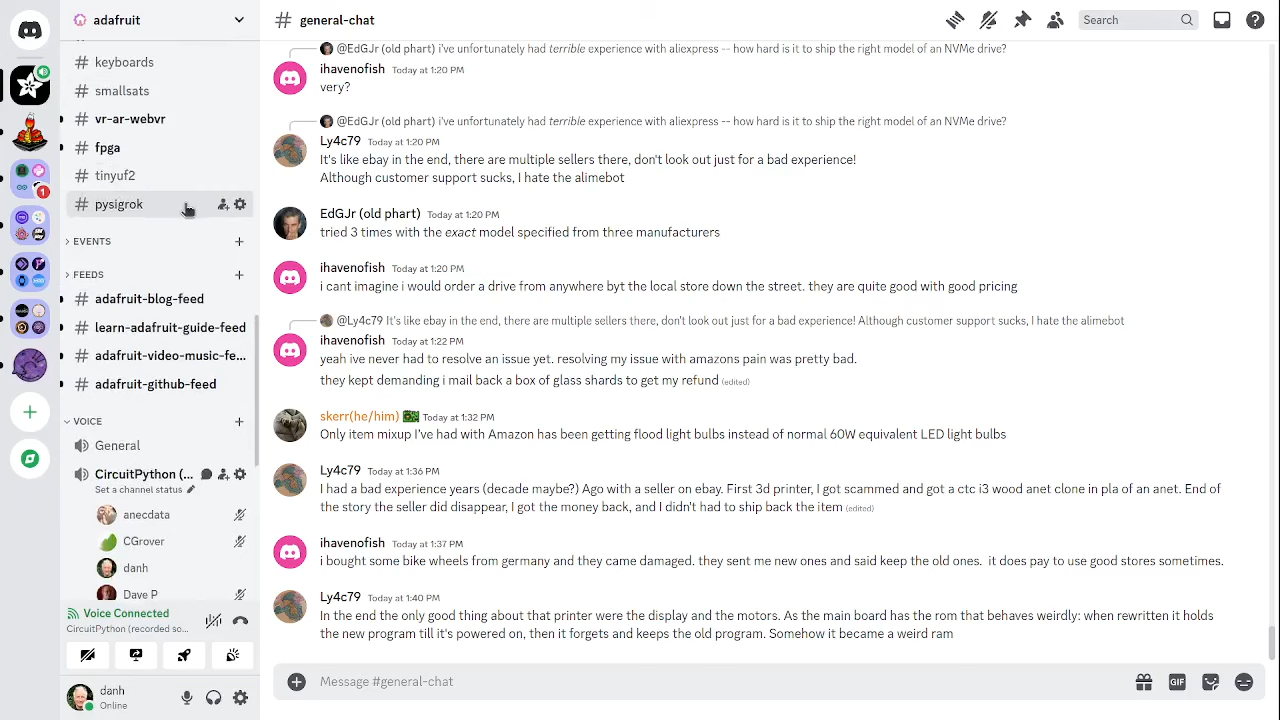 adafruit
# general-chat
Search
keyboards
smallsats
vr-ar-webvr
fpga
tinyuf2
pysigrok
EVENTS
FEEDS
adafruit-blog-feed
learn-adafruit-guide-feed
adafruit-video-music-fe...
adafruit-github-feed
VOICE
General
CircuitPython (...
Set a channel status
anecdata
CGrover
danh
Dave P
Voice Connected
CircuitPython (recorded so...
danh
Online
1
@EdGJr (old phart) i've unfortunately had terrible experience with aliexpress -- how hard is it to ship the right model of an NVMe drive?
ihavenofish Today at 1:20 PM
very?
@EdGJr (old phart) i've unfortunately had terrible experience with aliexpress -- how hard is it to ship the right model of an NVMe drive?
Ly4c79 Today at 1:20 PM
It's like ebay in the end, there are multiple sellers there, don't look out just for a bad experience!
Although customer support sucks, I hate the alimebot
EdGJr (old phart) Today at 1:20 PM
tried 3 times with the exact model specified from three manufacturers
ihavenofish Today at 1:20 PM
i cant imagine i would order a drive from anywhere byt the local store down the street. they are quite good with good pricing
@Ly4c79 It's like ebay in the end, there are multiple sellers there, don't look out just for a bad experience! Although customer support sucks, I hate the alimebot
ihavenofish Today at 1:22 PM
yeah ive never had to resolve an issue yet. resolving my issue with amazons pain was pretty bad.
they kept demanding i mail back a box of glass shards to get my refund (edited)
skerr(he/him) Today at 1:32 PM
Only item mixup I've had with Amazon has been getting flood light bulbs instead of normal 60W equivalent LED light bulbs
Ly4c79 Today at 1:36 PM
I had a bad experience years (decade maybe?) Ago with a seller on ebay. First 3d printer, I got scammed and got a ctc i3 wood anet clone in pla of an anet. End of
the story the seller did disappear, I got the money back, and I didn't had to ship back the item (edited)
ihavenofish Today at 1:37 PM
i bought some bike wheels from germany and they came damaged. they sent me new ones and said keep the old ones.  it does pay to use good stores sometimes.
Ly4c79 Today at 1:40 PM
In the end the only good thing about that printer were the display and the motors. As the main board has the rom that behaves weirdly: when rewritten it holds
the new program till it's powered on, then it forgets and keeps the old program. Somehow it became a weird ram
Message #general-chat
GIF